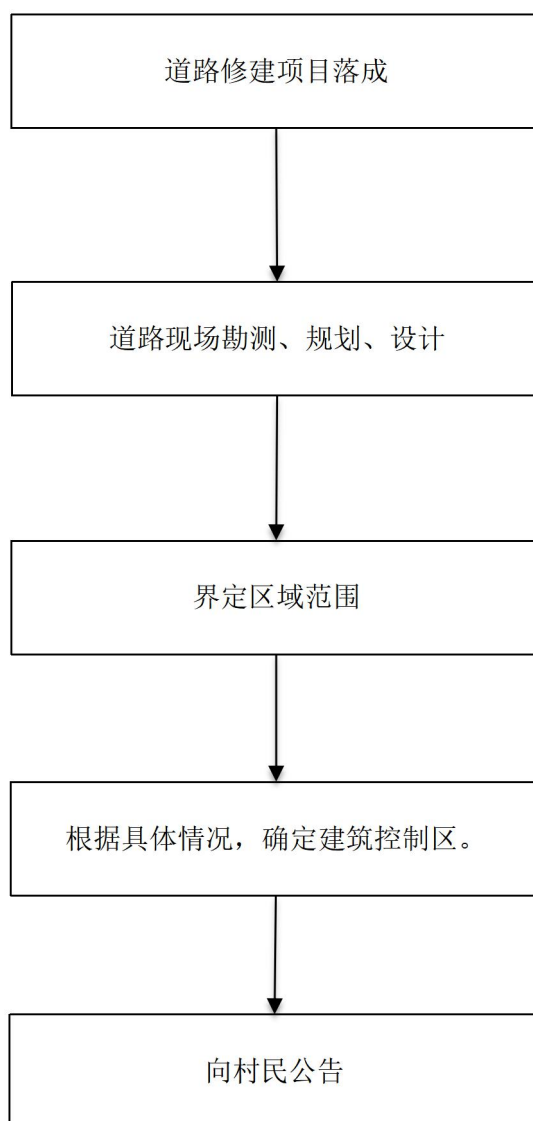 道路修建项目落成
道路现场勘测、规划、设计
界定区域范围
根据具体情况，确定建筑控制区。
向村民公告